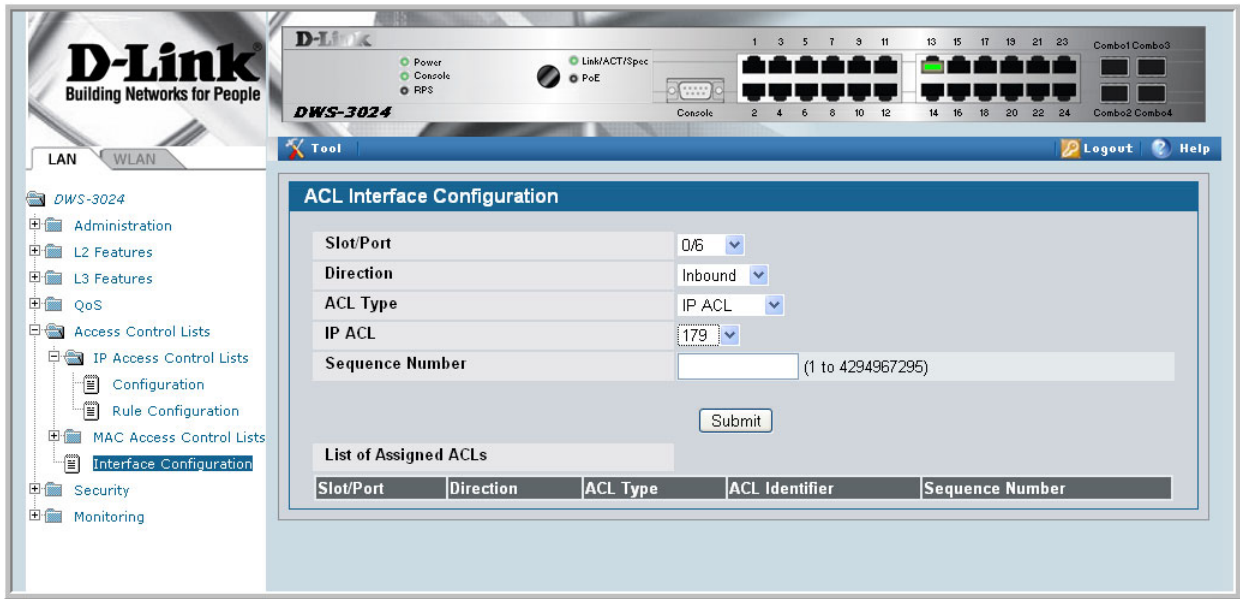 D-Link
Building Networks for People
D-Link
Power
Console
RPS
Link/ACT/Spec
PoE
DWS-3024
Console
1 3 5 7 9 11 13 15 17 19 21 23
2 4 6 8 10 12 14 16 18 20 22 24
Combo1 Combo3
Combo2 Combo4
LAN WLAN
Tool Logout Help
DWS-3024
Administration
L2 Features
L3 Features
QoS
Access Control Lists
IP Access Control Lists
Configuration
Rule Configuration
MAC Access Control Lists
Interface Configuration
Security
Monitoring
ACL Interface Configuration
Slot/Port 0/6
Direction Inbound
ACL Type IP ACL
IP ACL 179
Sequence Number (1 to 4294967295)
Submit
List of Assigned ACLs
Slot/Port Direction ACL Type ACL Identifier Sequence Number